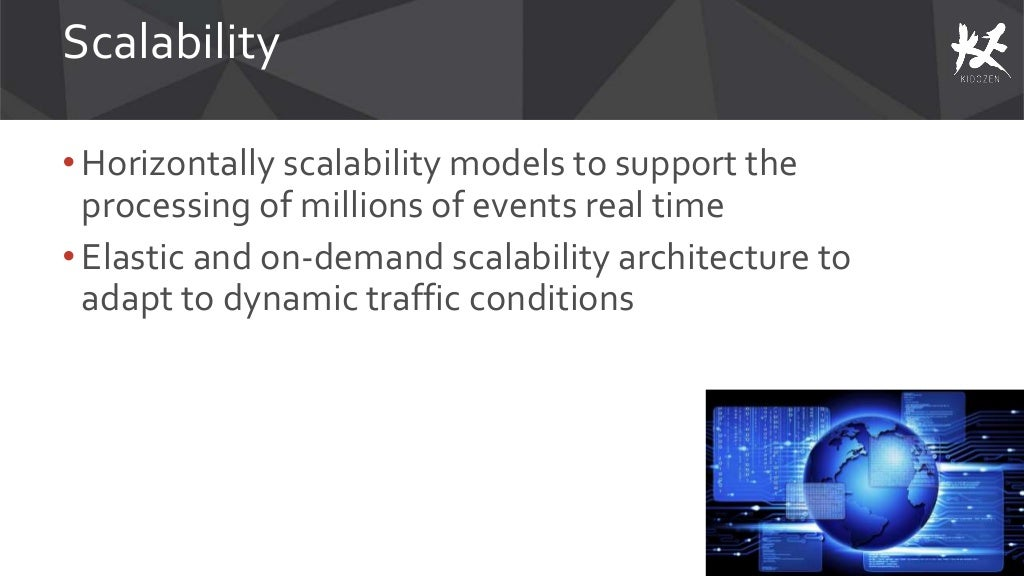 Scalability
KIDOZEN
• Horizontally scalability models to support the
processing of millions of events real time
• Elastic and on-demand scalability architecture to
adapt to dynamic traffic conditions